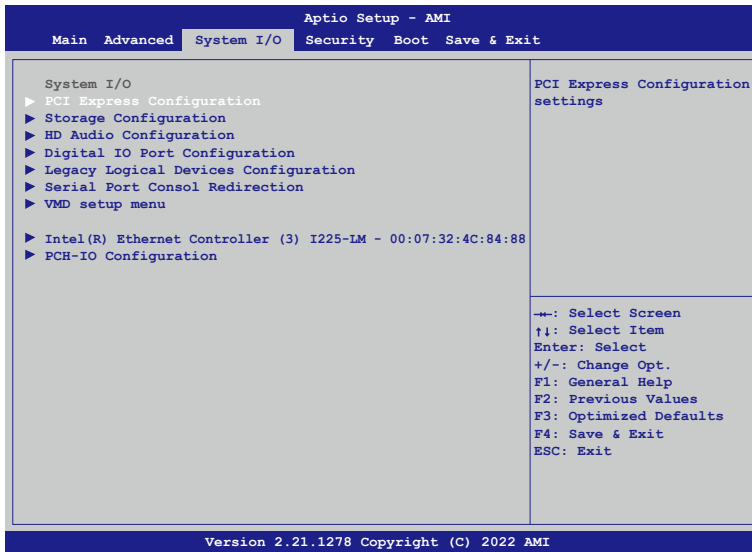 Aptio Setup - AMI
Main Advanced System I/O Security Boot Save & Exit
System I/O
PCI Express Configuration
Storage Configuration
HD Audio Configuration
Digital IO Port Configuration
Legacy Logical Devices Configuration
Serial Port Consol Redirection
VMD setup menu
Intel(R) Ethernet Controller (3) I225-LM - 00:07:32:4C:84:88
PCH-IO Configuration
PCI Express Configuration
settings
→←: Select Screen
↑↓: Select Item
Enter: Select
+/-: Change Opt.
F1: General Help
F2: Previous Values
F3: Optimized Defaults
F4: Save & Exit
ESC: Exit
Version 2.21.1278 Copyright (C) 2022 AMI